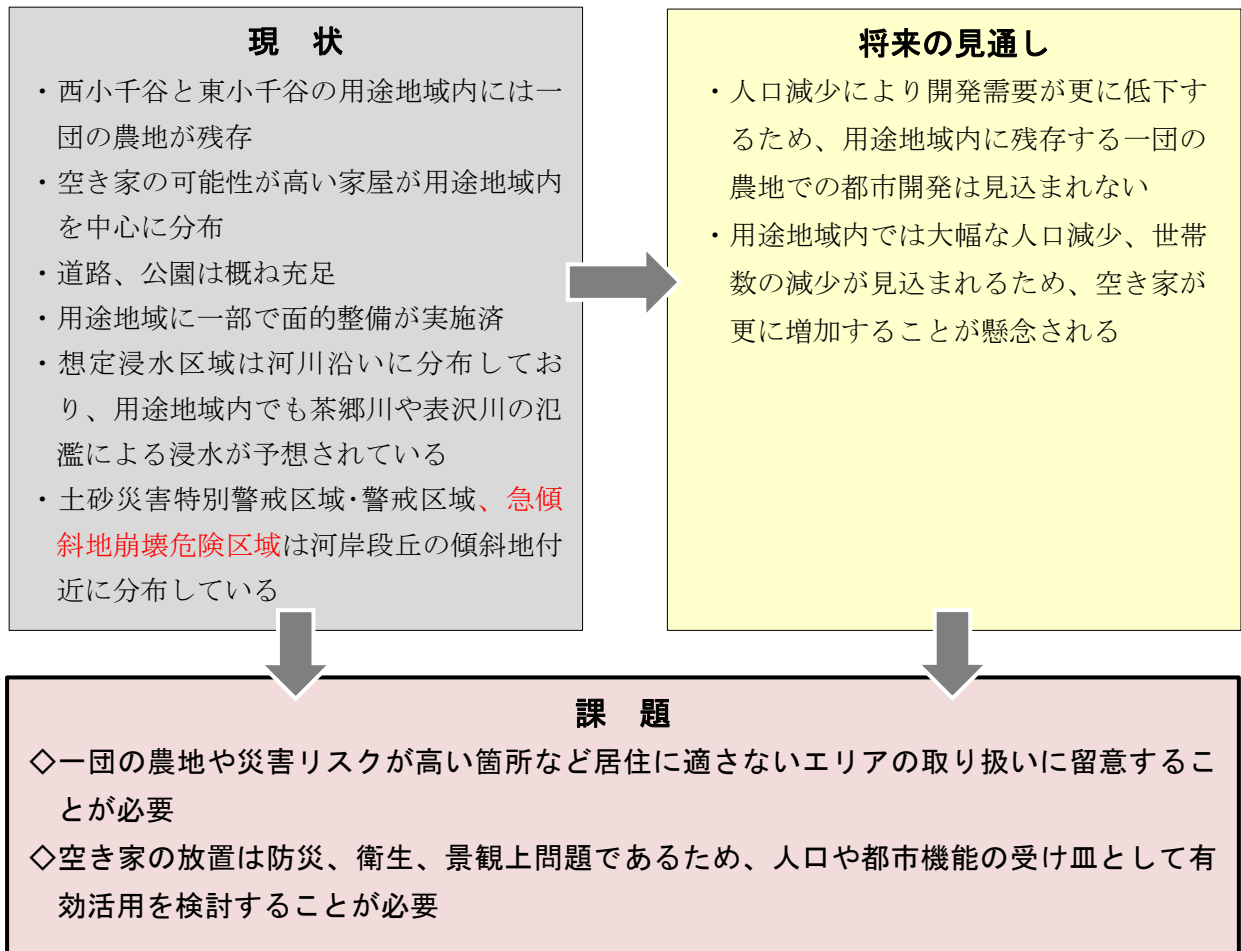 現　状
・西小千谷と東小千谷の用途地域内には一
団の農地が残存
・空き家の可能性が高い家屋が用途地域内
を中心に分布
・道路、公園は概ね充足
・用途地域に一部で面的整備が実施済
・想定浸水区域は河川沿いに分布してお
り、用途地域内でも茶郷川や表沢川の氾
濫による浸水が予想されている
・土砂災害特別警戒区域・警戒区域、急傾
斜地崩壊危険区域は河岸段丘の傾斜地付
近に分布している
将来の見通し
・人口減少により開発需要が更に低下す
るため、用途地域内に残存する一団の
農地での都市開発は見込まれない
・用途地域内では大幅な人口減少、世帯
数の減少が見込まれるため、空き家が
更に増加することが懸念される
課　題
◇一団の農地や災害リスクが高い箇所など居住に適さないエリアの取り扱いに留意するこ
とが必要
◇空き家の放置は防災、衛生、景観上問題であるため、人口や都市機能の受け皿として有
効活用を検討することが必要